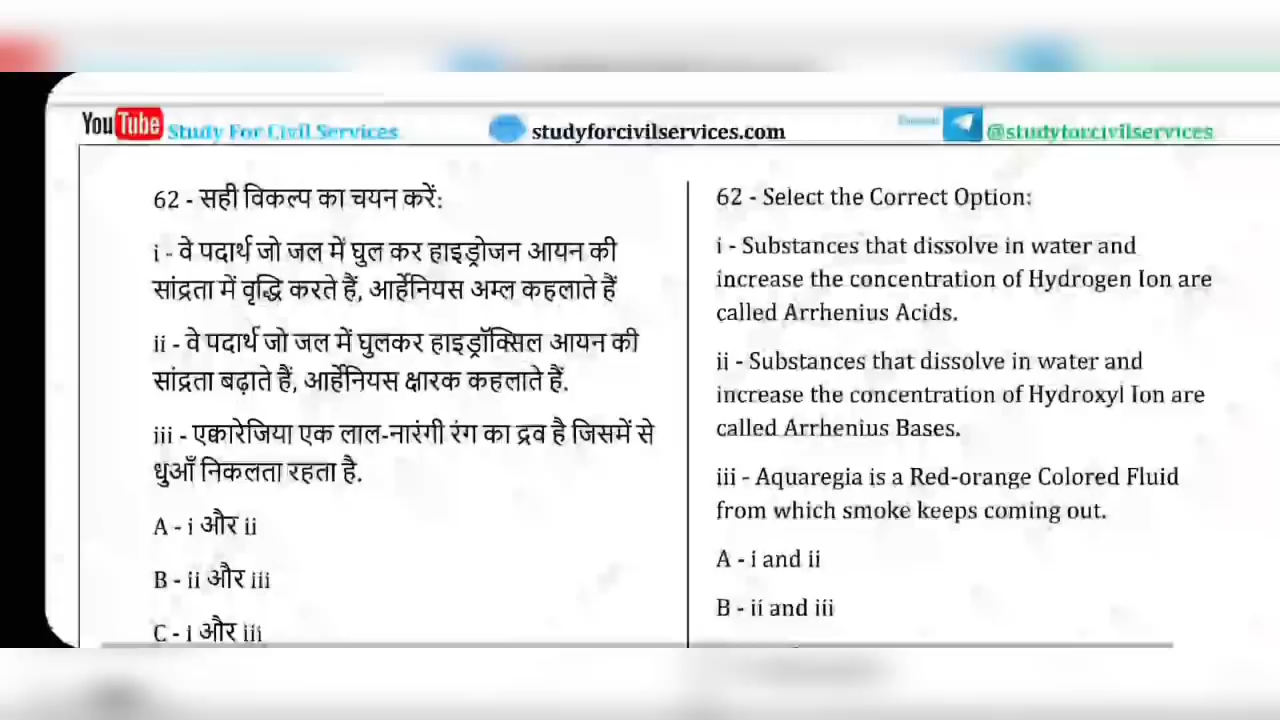 YouTube Study For Civil Services
studyforcivilservices.com
@studyforcivilservices
62 - सही विकल्प का चयन करें:
i - वे पदार्थ जो जल में घुल कर हाइड्रोजन आयन की
सांद्रता में वृद्धि करते हैं, आर्हेनियस अम्ल कहलाते हैं
ii - वे पदार्थ जो जल में घुलकर हाइड्रॉक्सिल आयन की
सांद्रता बढ़ाते हैं, आर्हेनियस क्षारक कहलाते हैं.
iii - एक्वारेजिया एक लाल-नारंगी रंग का द्रव है जिसमें से
धुआँ निकलता रहता है.
A - i और ii
B - ii और iii
C - i और iii
62 - Select the Correct Option:
i - Substances that dissolve in water and
increase the concentration of Hydrogen Ion are
called Arrhenius Acids.
ii - Substances that dissolve in water and
increase the concentration of Hydroxyl Ion are
called Arrhenius Bases.
iii - Aquaregia is a Red-orange Colored Fluid
from which smoke keeps coming out.
A - i and ii
B - ii and iii